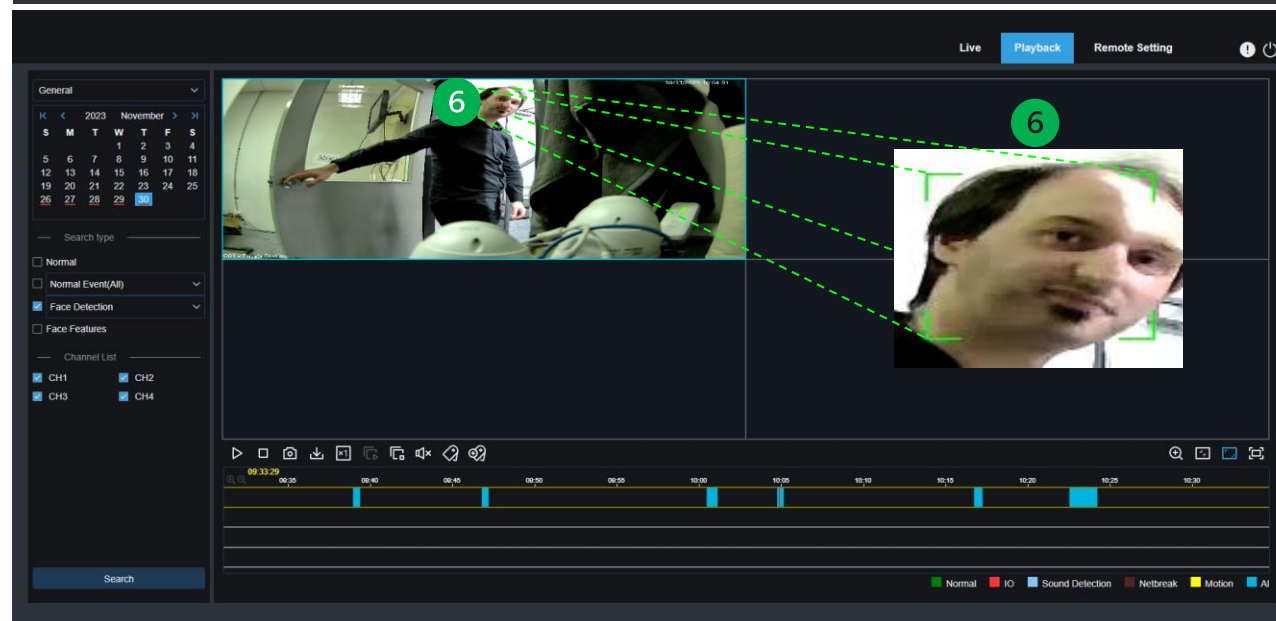 Live Playback Remote Setting
General
2023 November
S M T W T F S
1 2 3 4
5 6 7 8 9 10 11
12 13 14 15 16 17 18
19 20 21 22 23 24 25
26 27 28 29 30
6
6
Search type
Normal
Normal Event(All)
Face Detection
Face Features
Channel List
CH1 CH2
CH3 CH4
×1
09:33:29
09:35 09:40 09:45 09:50 09:55 10:00 10:05 10:10 10:15 10:20 10:25 10:30
Search
Normal IO Sound Detection Netbreak Motion AI